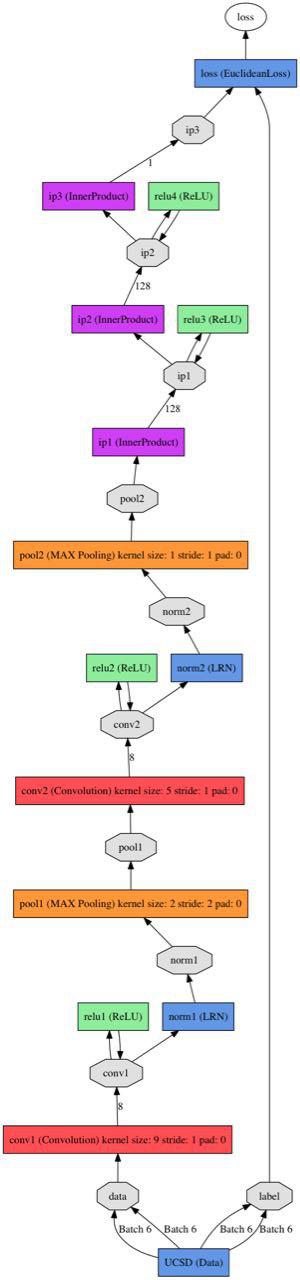 loss
loss (EuclideanLoss)
ip3
1
ip3 (InnerProduct)
relu4 (ReLU)
ip2
128
ip2 (InnerProduct)
relu3 (ReLU)
ip1
128
ip1 (InnerProduct)
pool2
pool2 (MAX Pooling) kernel size: 1 stride: 1 pad: 0
norm2
relu2 (ReLU)
norm2 (LRN)
conv2
8
conv2 (Convolution) kernel size: 5 stride: 1 pad: 0
pool1
pool1 (MAX Pooling) kernel size: 2 stride: 2 pad: 0
norm1
relu1 (ReLU)
norm1 (LRN)
conv1
8
conv1 (Convolution) kernel size: 9 stride: 1 pad: 0
data
label
Batch 6
Batch 6
Batch 6
Batch 6
UCSD (Data)